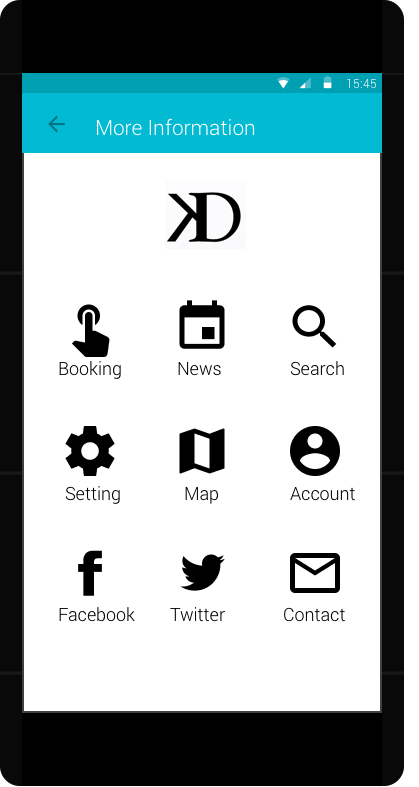 15:45
More Information
KD
Booking News Search
Setting Map Account
Facebook Twitter Contact